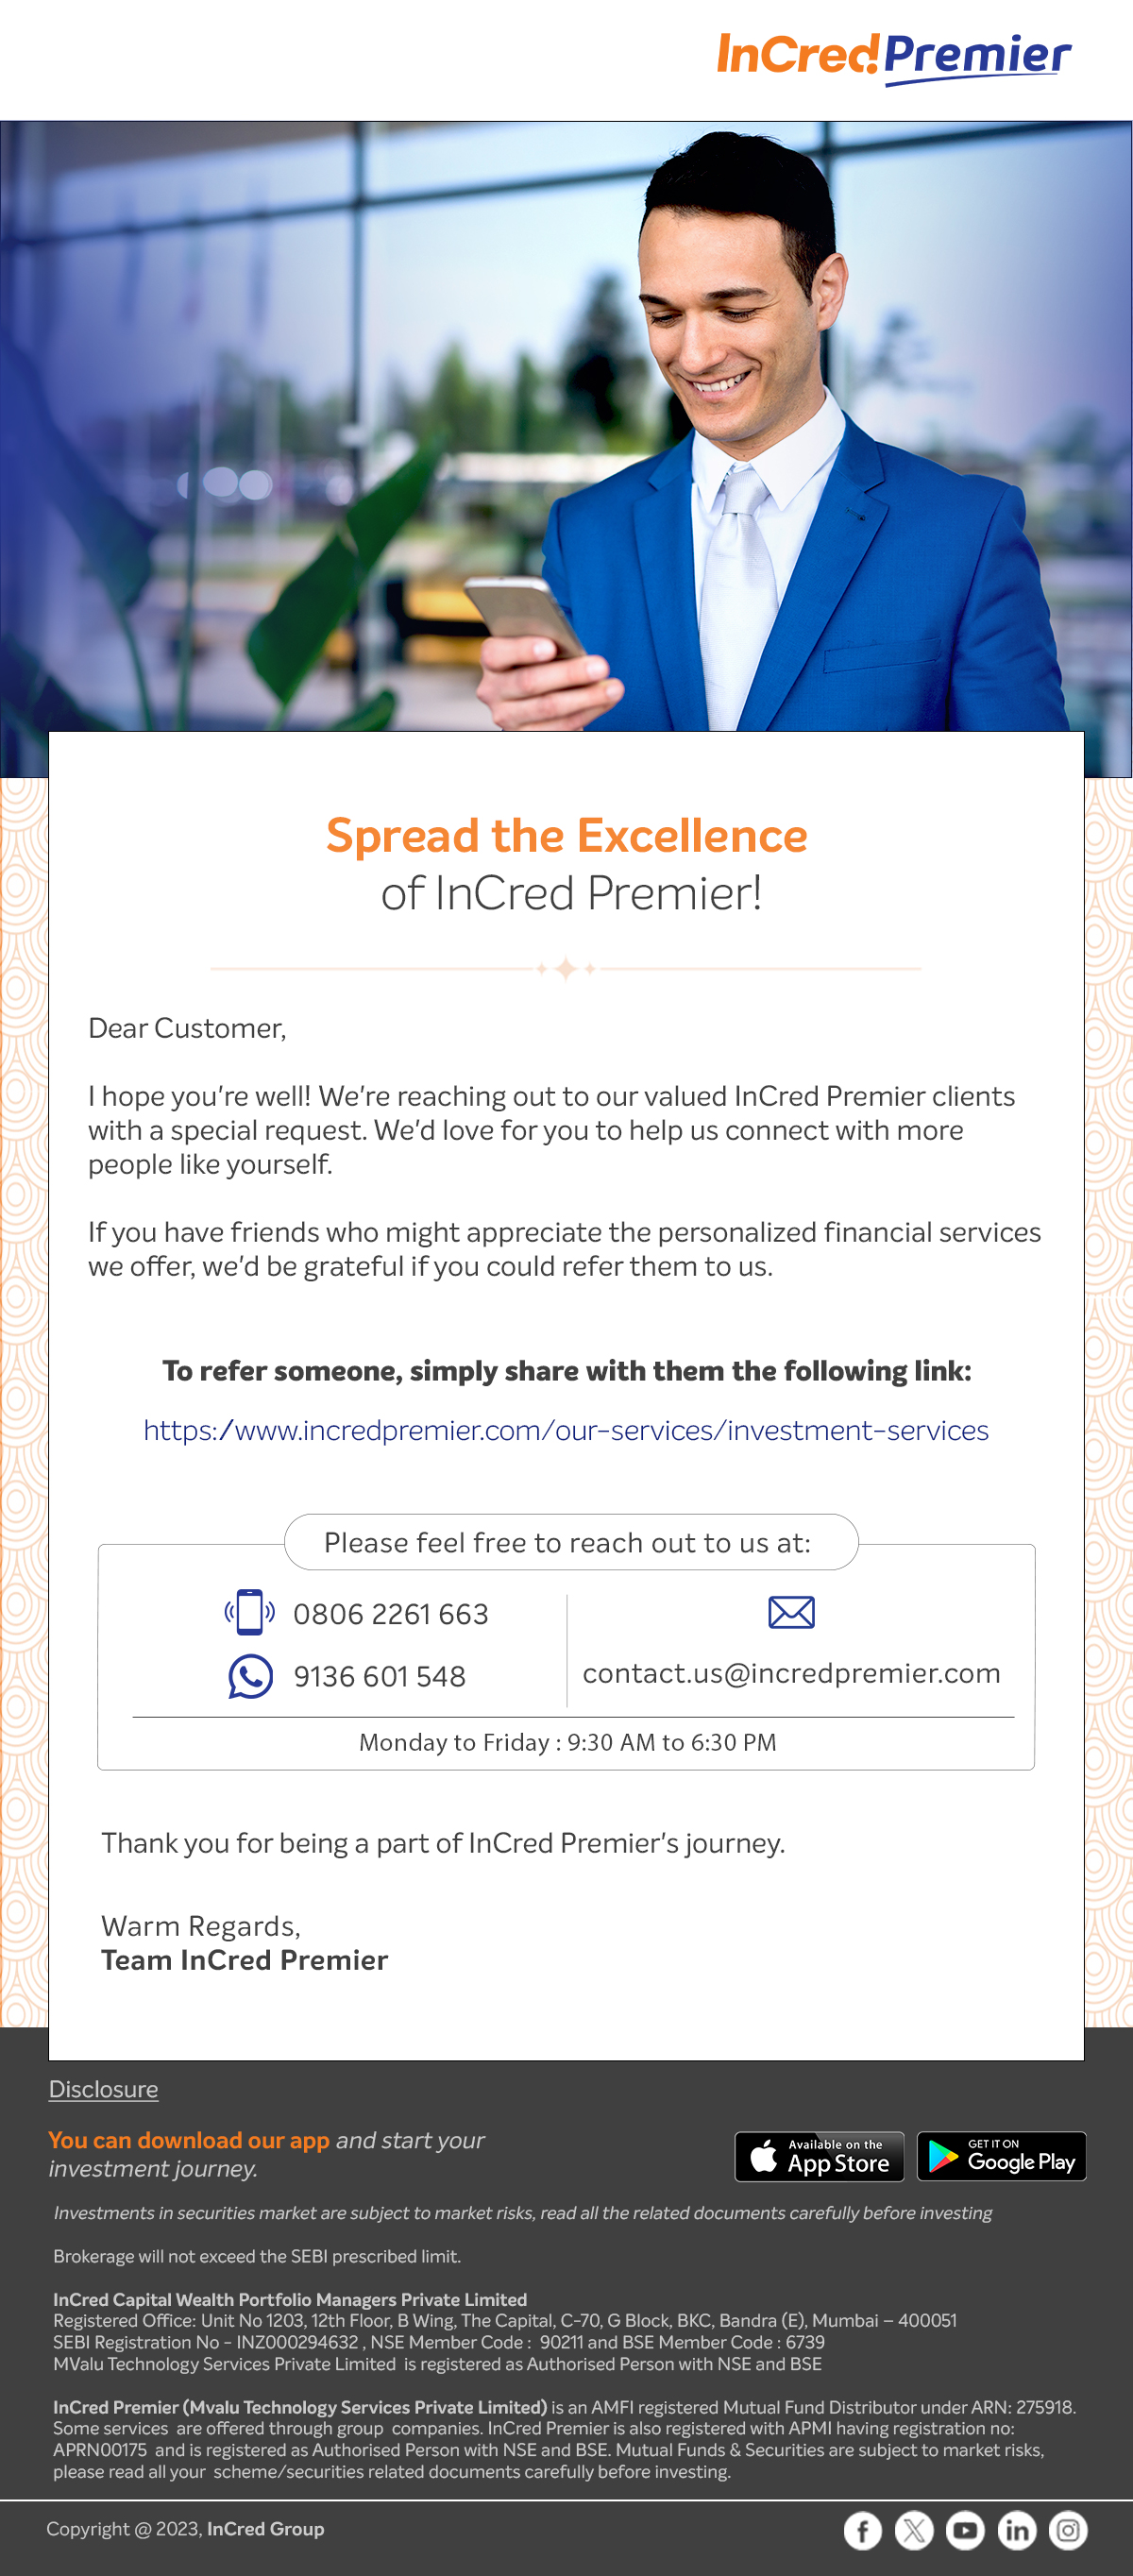 InCred Premier
Spread the Excellence
of InCred Premier!
Dear Customer,
I hope you're well! We're reaching out to our valued InCred Premier clients
with a special request. We'd love for you to help us connect with more
people like yourself.
If you have friends who might appreciate the personalized financial services
we offer, we'd be grateful if you could refer them to us.
To refer someone, simply share with them the following link:
https://www.incredpremier.com/our-services/investment-services
Please feel free to reach out to us at:
0806 2261 663
9136 601 548
contact.us@incredpremier.com
Monday to Friday : 9:30 AM to 6:30 PM
Thank you for being a part of InCred Premier's journey.
Warm Regards,
Team InCred Premier
Disclosure
You can download our app and start your
investment journey.
Available on the
App Store
GET IT ON
Google Play
Investments in securities market are subject to market risks, read all the related documents carefully before investing
Brokerage will not exceed the SEBI prescribed limit.
InCred Capital Wealth Portfolio Managers Private Limited
Registered Office: Unit No 1203, 12th Floor, B Wing, The Capital, C-70, G Block, BKC, Bandra (E), Mumbai – 400051
SEBI Registration No - INZ000294632 , NSE Member Code : 90211 and BSE Member Code : 6739
MValu Technology Services Private Limited is registered as Authorised Person with NSE and BSE
InCred Premier (Mvalu Technology Services Private Limited) is an AMFI registered Mutual Fund Distributor under ARN: 275918.
Some services are offered through group companies. InCred Premier is also registered with APMI having registration no:
APRN00175 and is registered as Authorised Person with NSE and BSE. Mutual Funds & Securities are subject to market risks,
please read all your scheme/securities related documents carefully before investing.
Copyright @ 2023, InCred Group